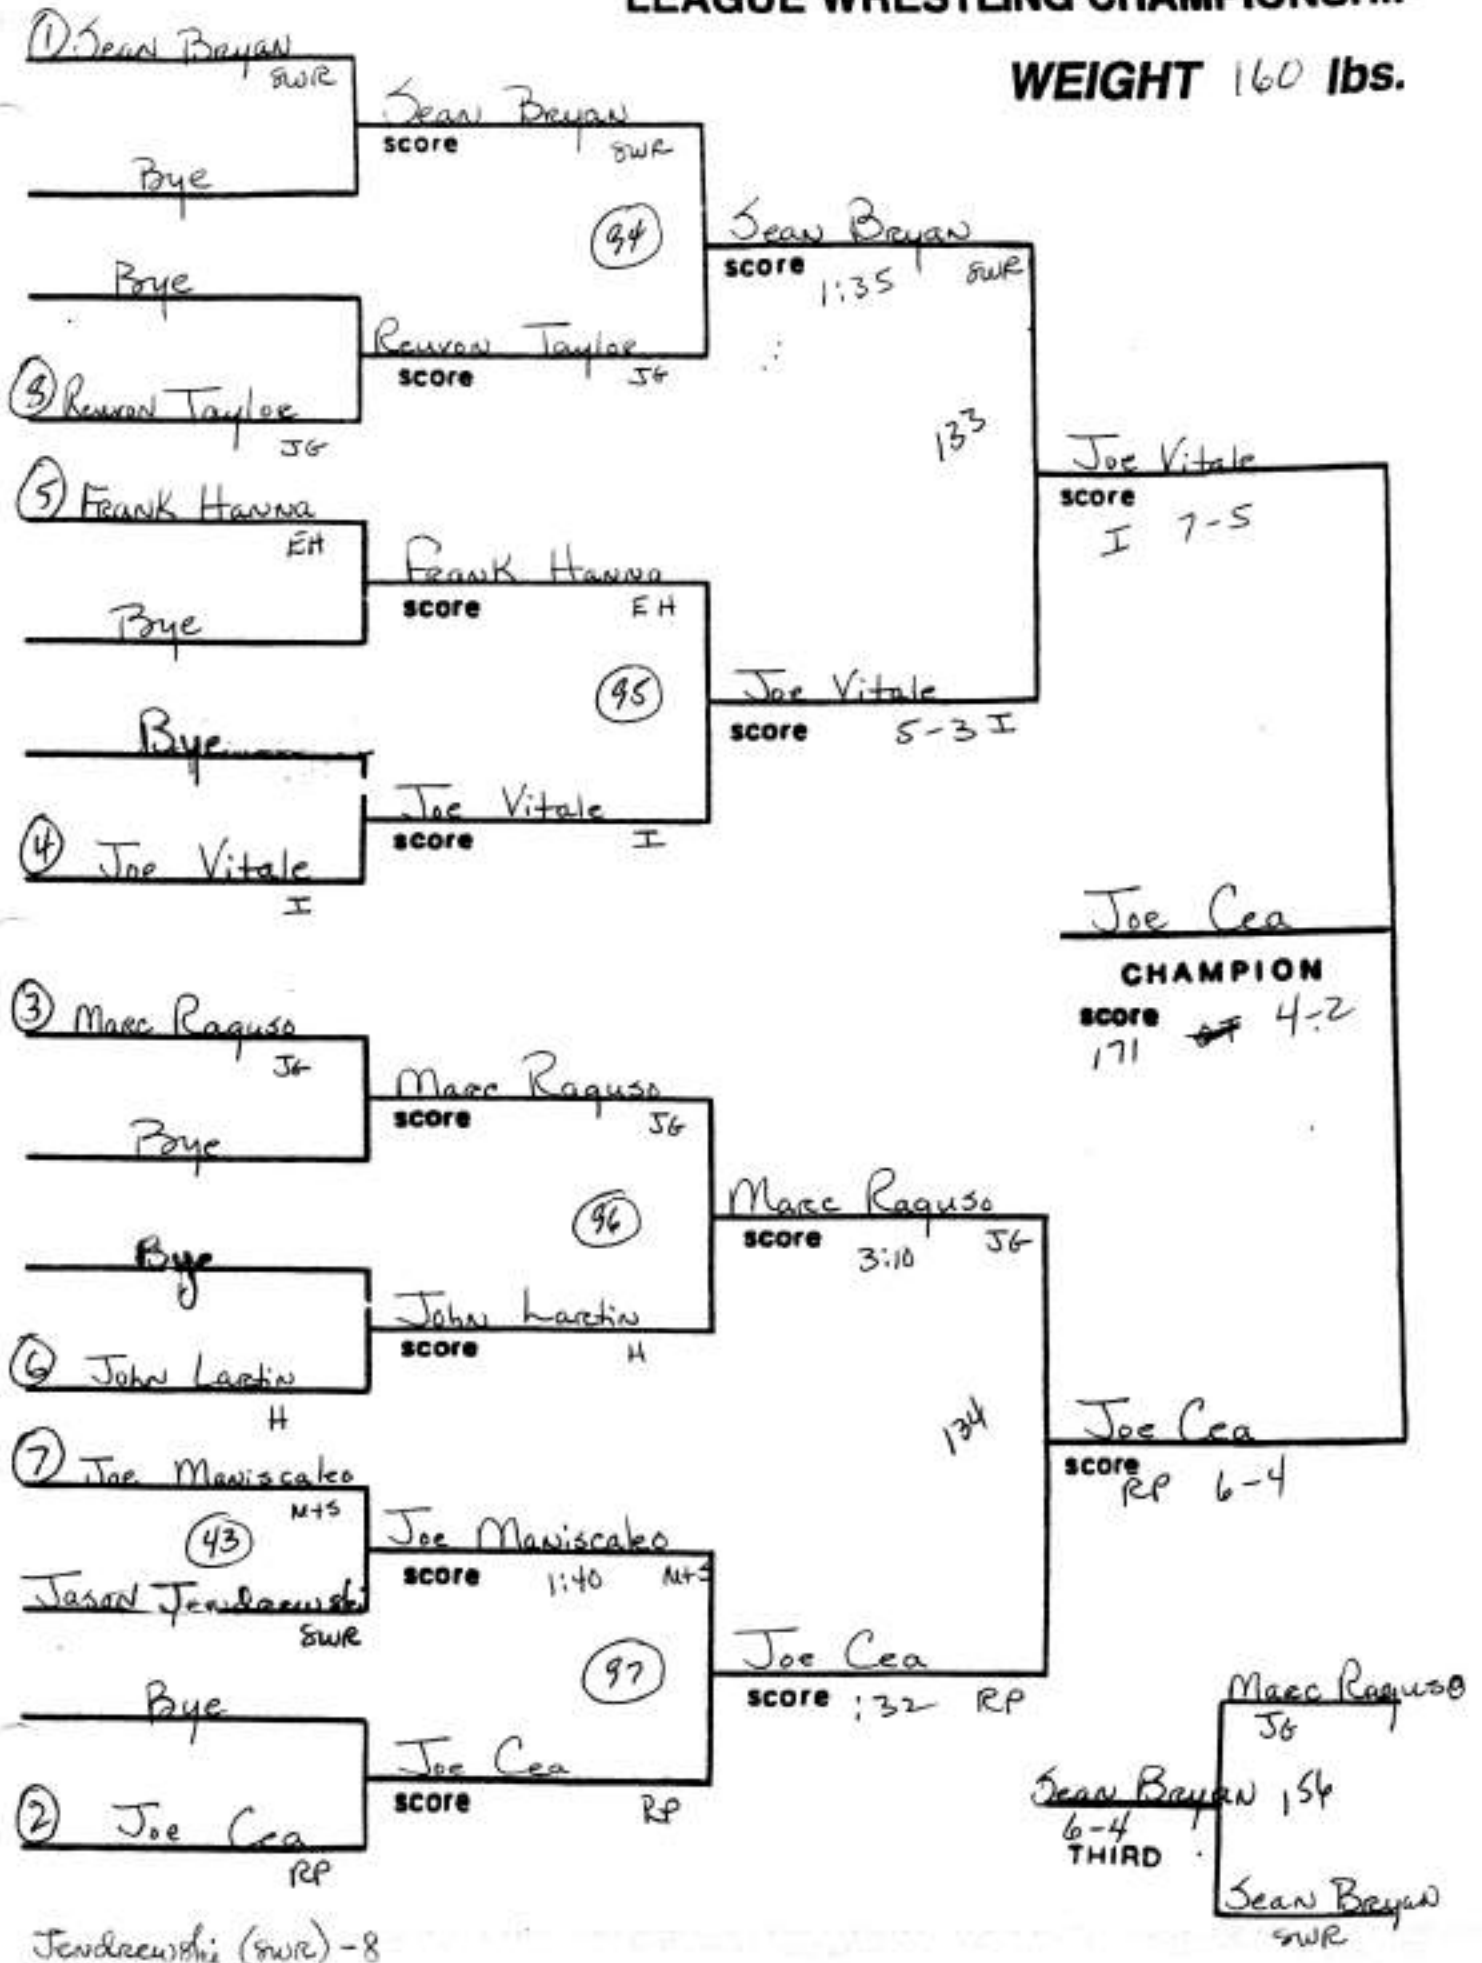 LEAGUE WRESTLING CHAMPIONSHIP
WEIGHT 160 lbs.
① Sean Bryan
SWR
Bye
Sean Bryan
score SWR
94
Bye
⑧ Reuvon Taylor
JG
Reuvon Taylor
score JG
Sean Bryan
score 1:35 SWR
⑤ Frank Hanna
EH
Bye
Frank Hanna
score EH
95
Bye
④ Joe Vitale
I
Joe Vitale
score I
Joe Vitale
score 5-3 I
133
Joe Vitale
score
I 7-5
③ Marc Raguso
JG
Bye
Marc Raguso
score JG
96
Bye
⑥ John Lartin
H
John Lartin
score H
Marc Raguso
score 3:10 JG
⑦ Joe Maniscalco
M+S
43
Jason Jendrewski
SWR
Joe Maniscalco
score 1:40 M+S
97
Bye
② Joe Cea
RP
Joe Cea
score RP
Joe Cea
score :32 RP
134
Joe Cea
score
RP 6-4
Joe Cea
CHAMPION
score 4-2
171
Marc Raguso
JG
Sean Bryan 156
6-4
THIRD
Sean Bryan
SWR
Jendrewski (SWR) - 8